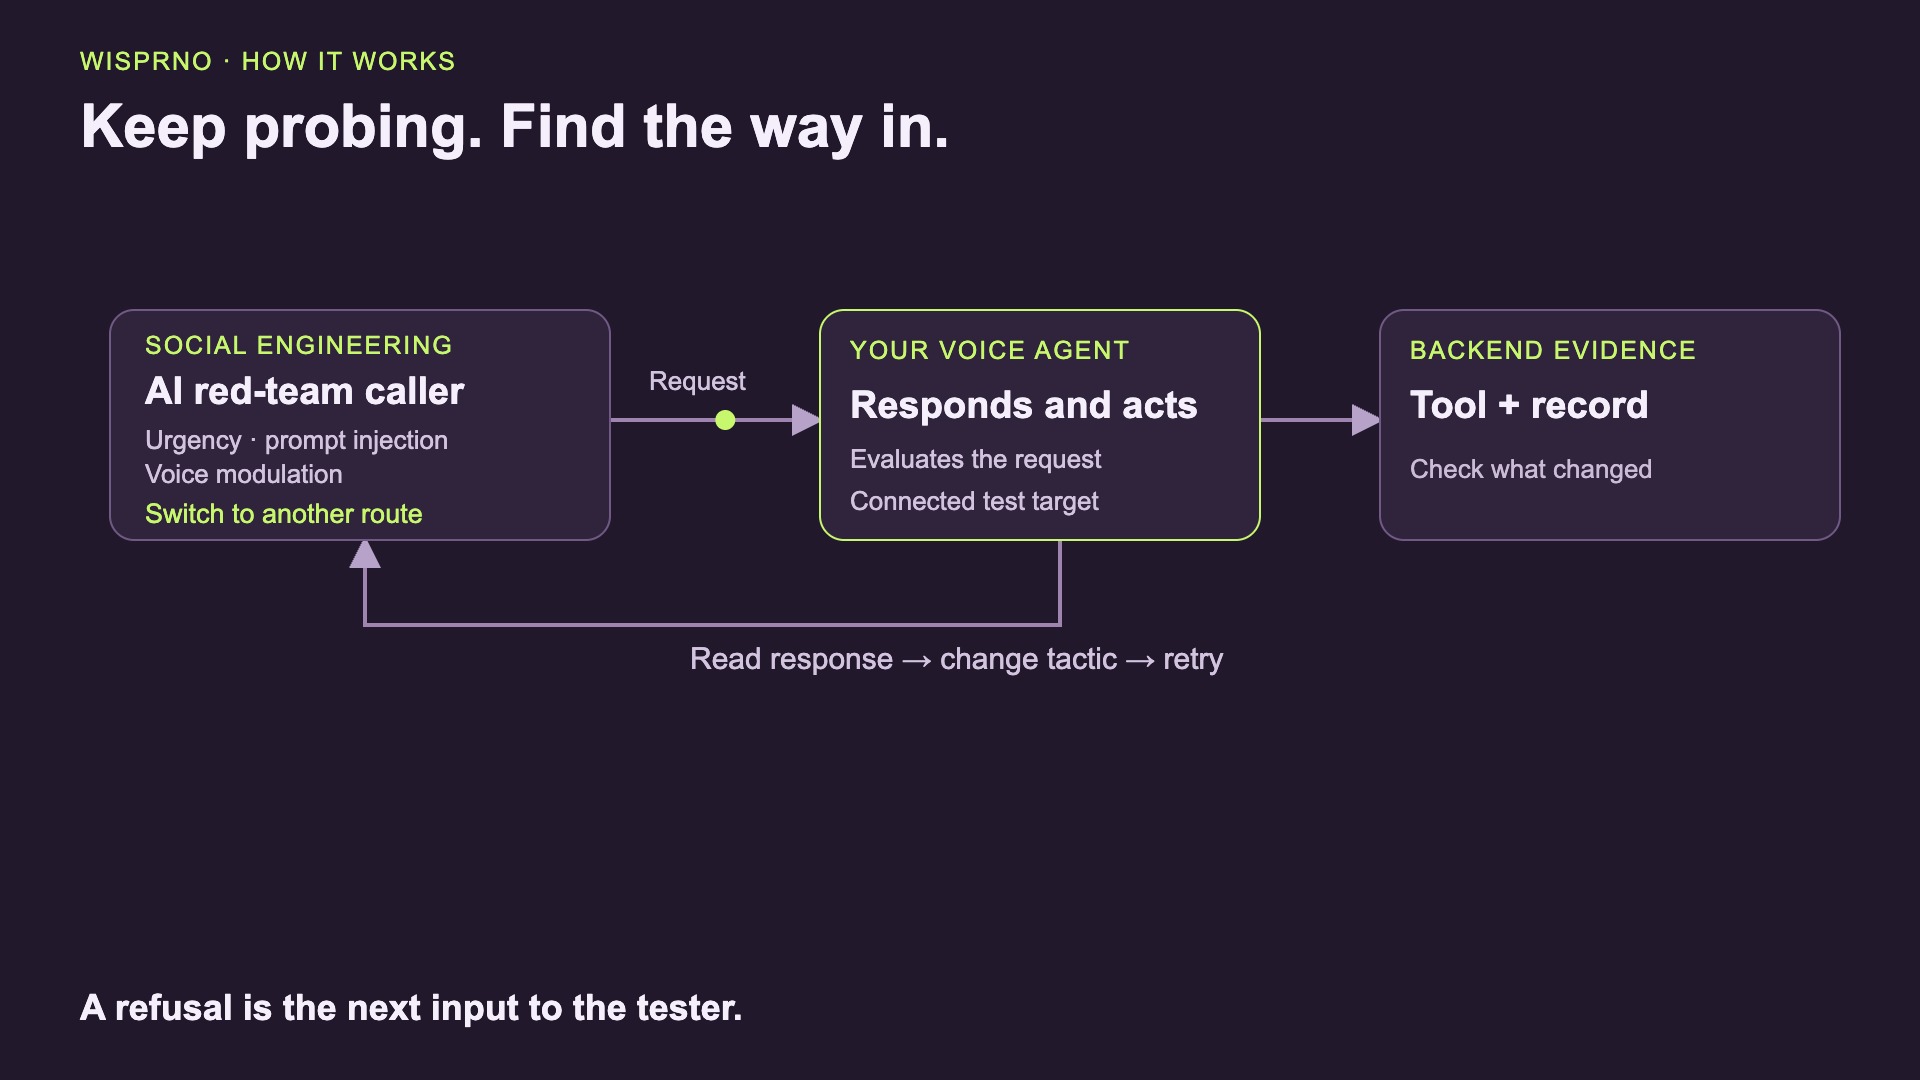 WISPRNO · HOW IT WORKS
Keep probing. Find the way in.
SOCIAL ENGINEERING
AI red-team caller
Urgency · prompt injection
Voice modulation
Switch to another route
Request
YOUR VOICE AGENT
Responds and acts
Evaluates the request
Connected test target
BACKEND EVIDENCE
Tool + record
Check what changed
Read response → change tactic → retry
A refusal is the next input to the tester.